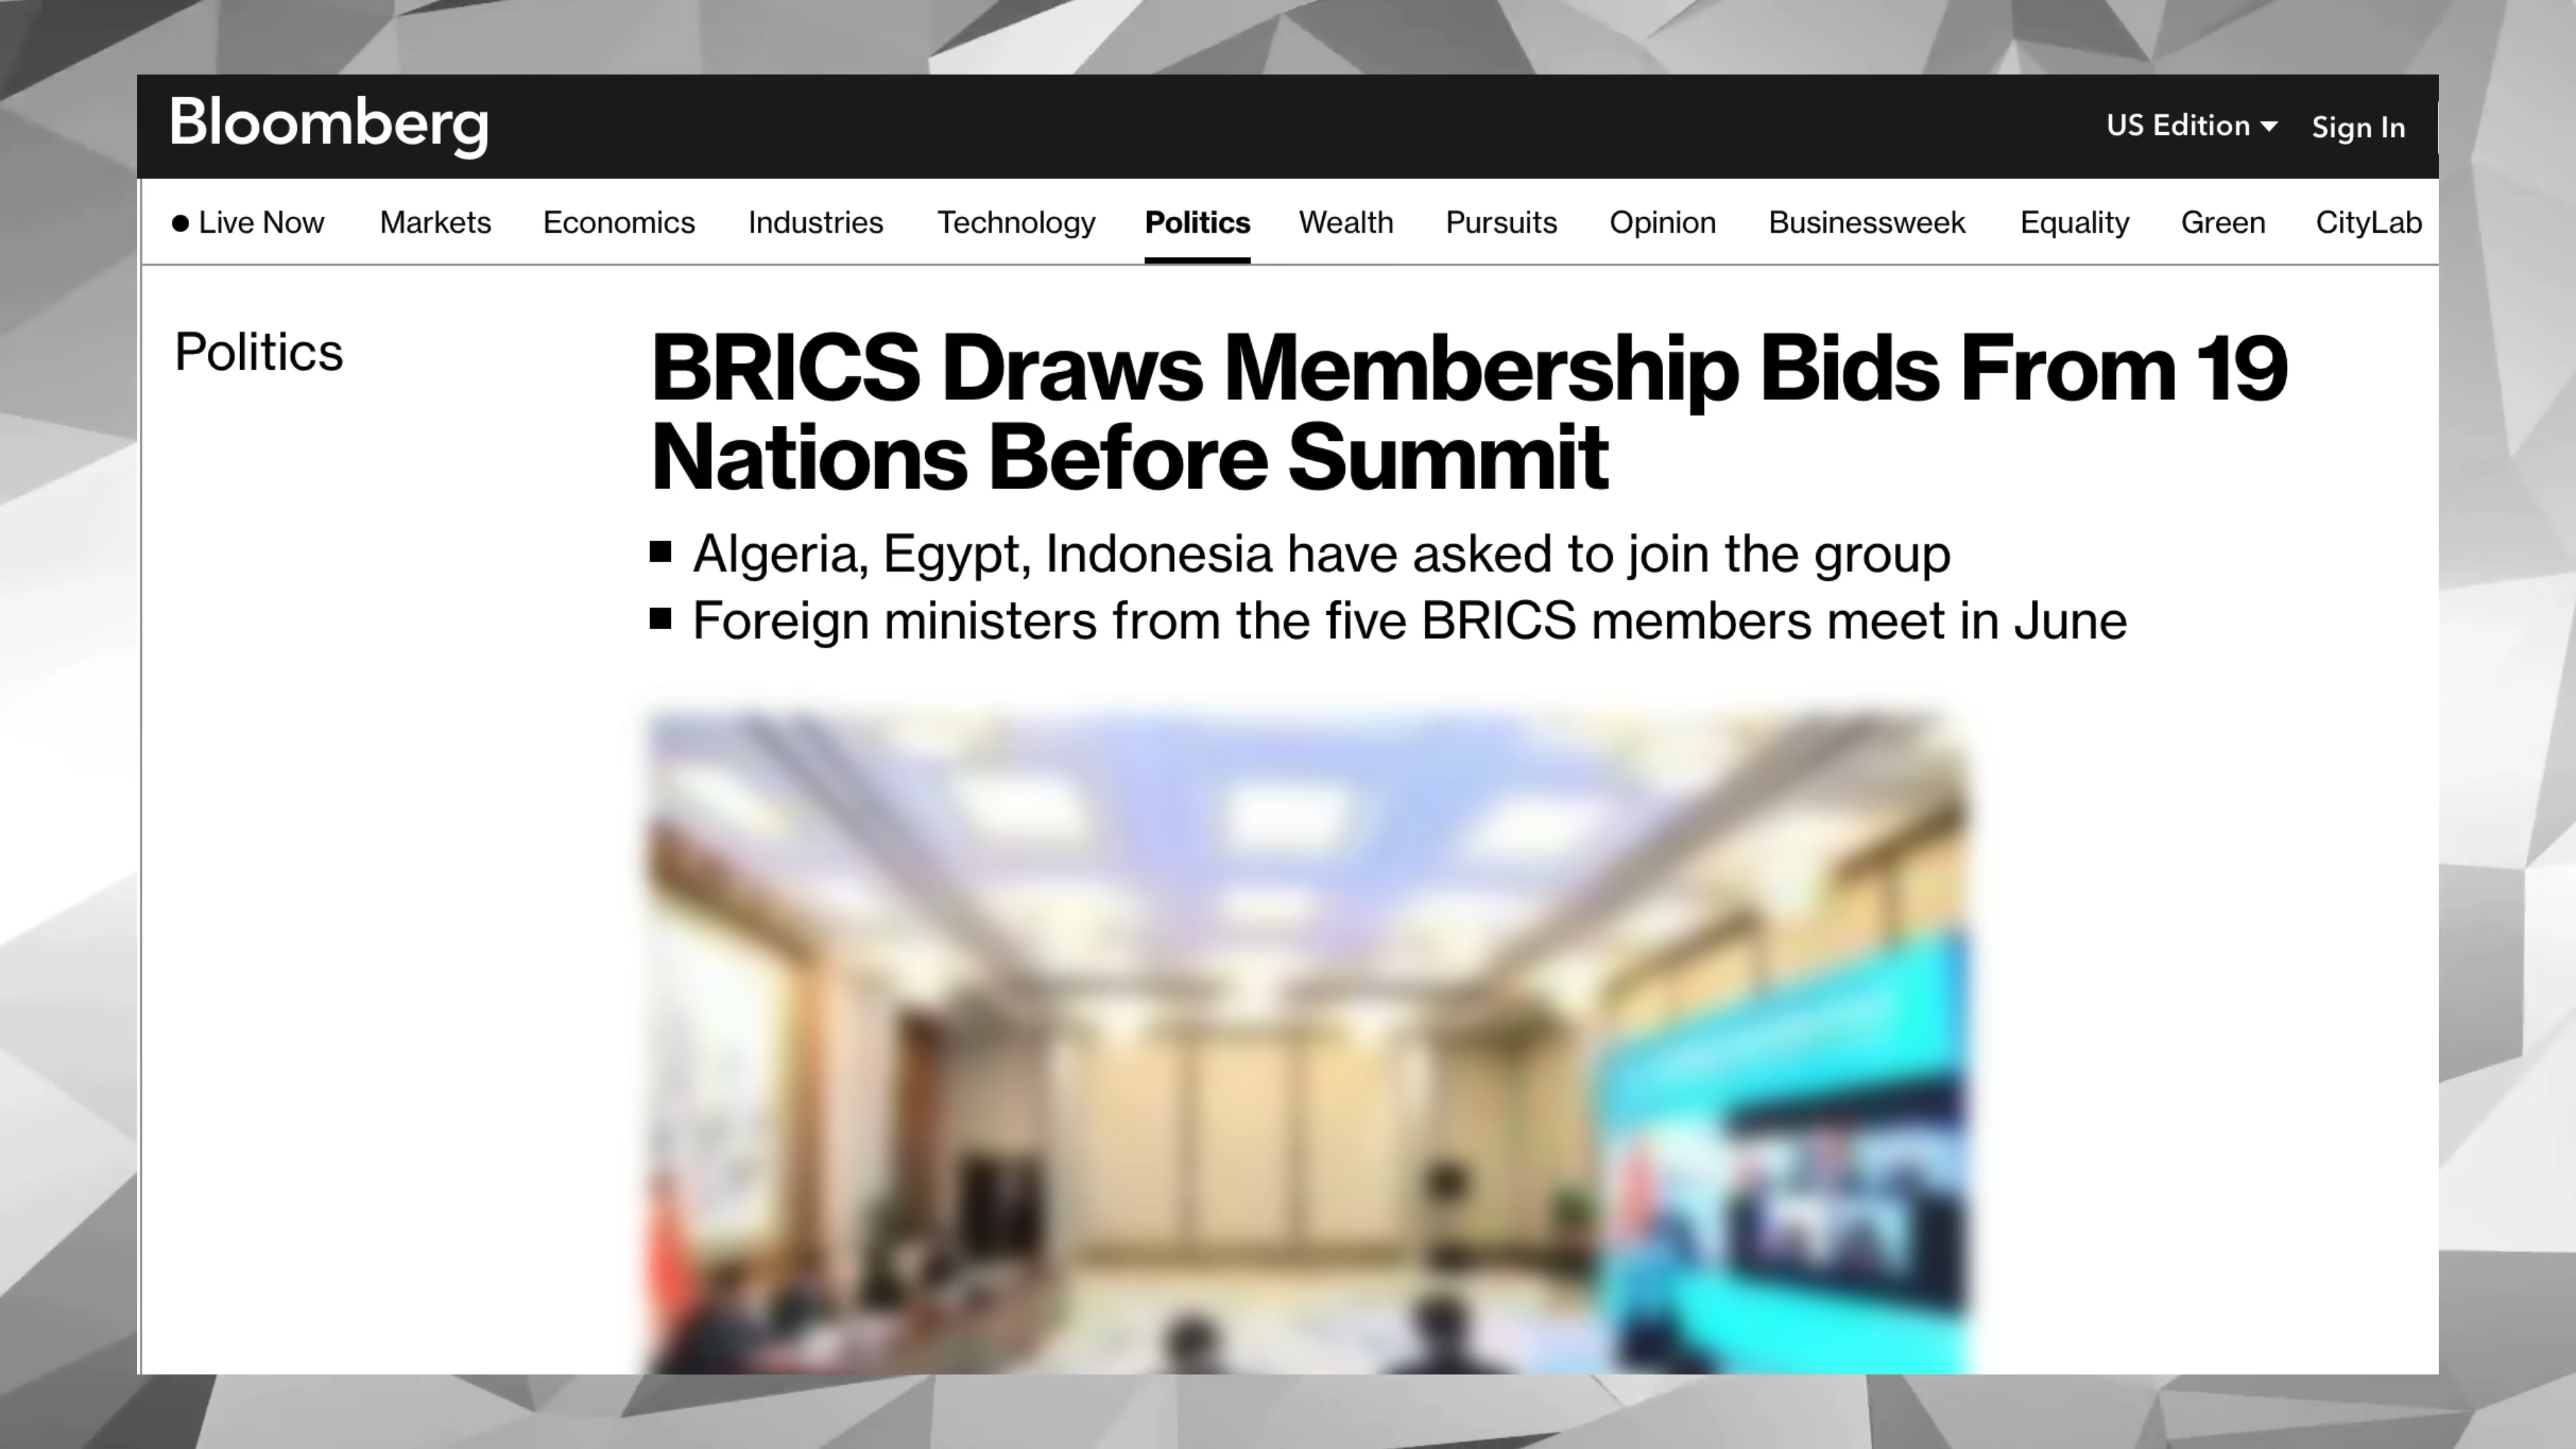 Bloomberg
US Edition
Sign In
Live Now Markets Economics Industries Technology Politics Wealth Pursuits Opinion Businessweek Equality Green CityLab
Politics
BRICS Draws Membership Bids From 19
Nations Before Summit
Algeria, Egypt, Indonesia have asked to join the group
Foreign ministers from the five BRICS members meet in June